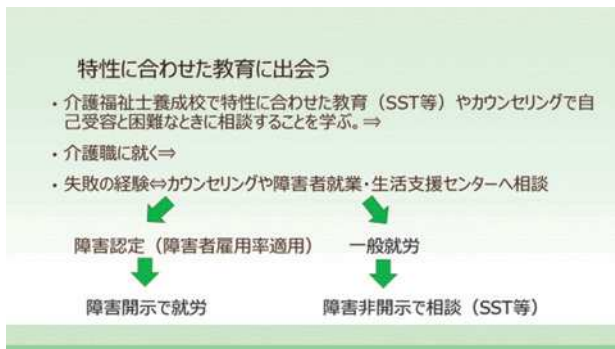 特性に合わせた教育に出会う
・介護福祉士養成校で特性に合わせた教育（SST等）やカウンセリングで自
己受容と困難なときに相談することを学ぶ。⇒
・介護職に就く⇒
・失敗の経験⇔カウンセリングや障害者就業・生活支援センターへ相談
障害認定（障害者雇用率適用）　一般就労
障害開示で就労　障害非開示で相談（SST等）